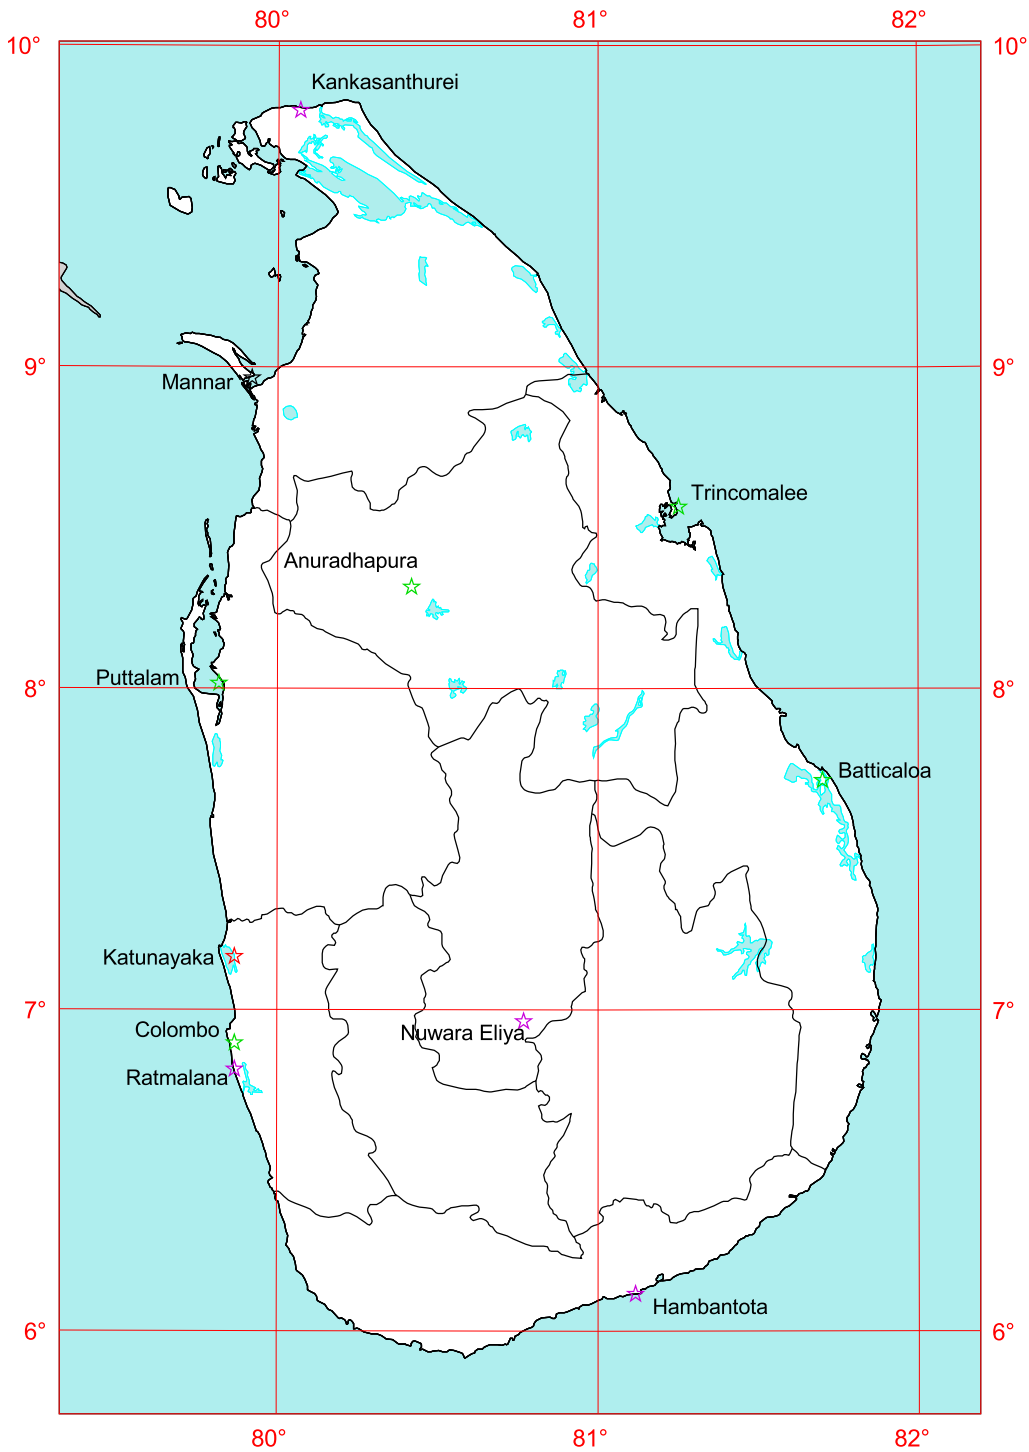 80°
81°
82°
10°
10°
Kankasanthurei
9°
9°
Mannar
Trincomalee
Anuradhapura
Puttalam
8°
8°
Batticaloa
Katunayaka
7°
7°
Colombo
Nuwara Eliya
Ratmalana
Hambantota
6°
6°
80°
81°
82°